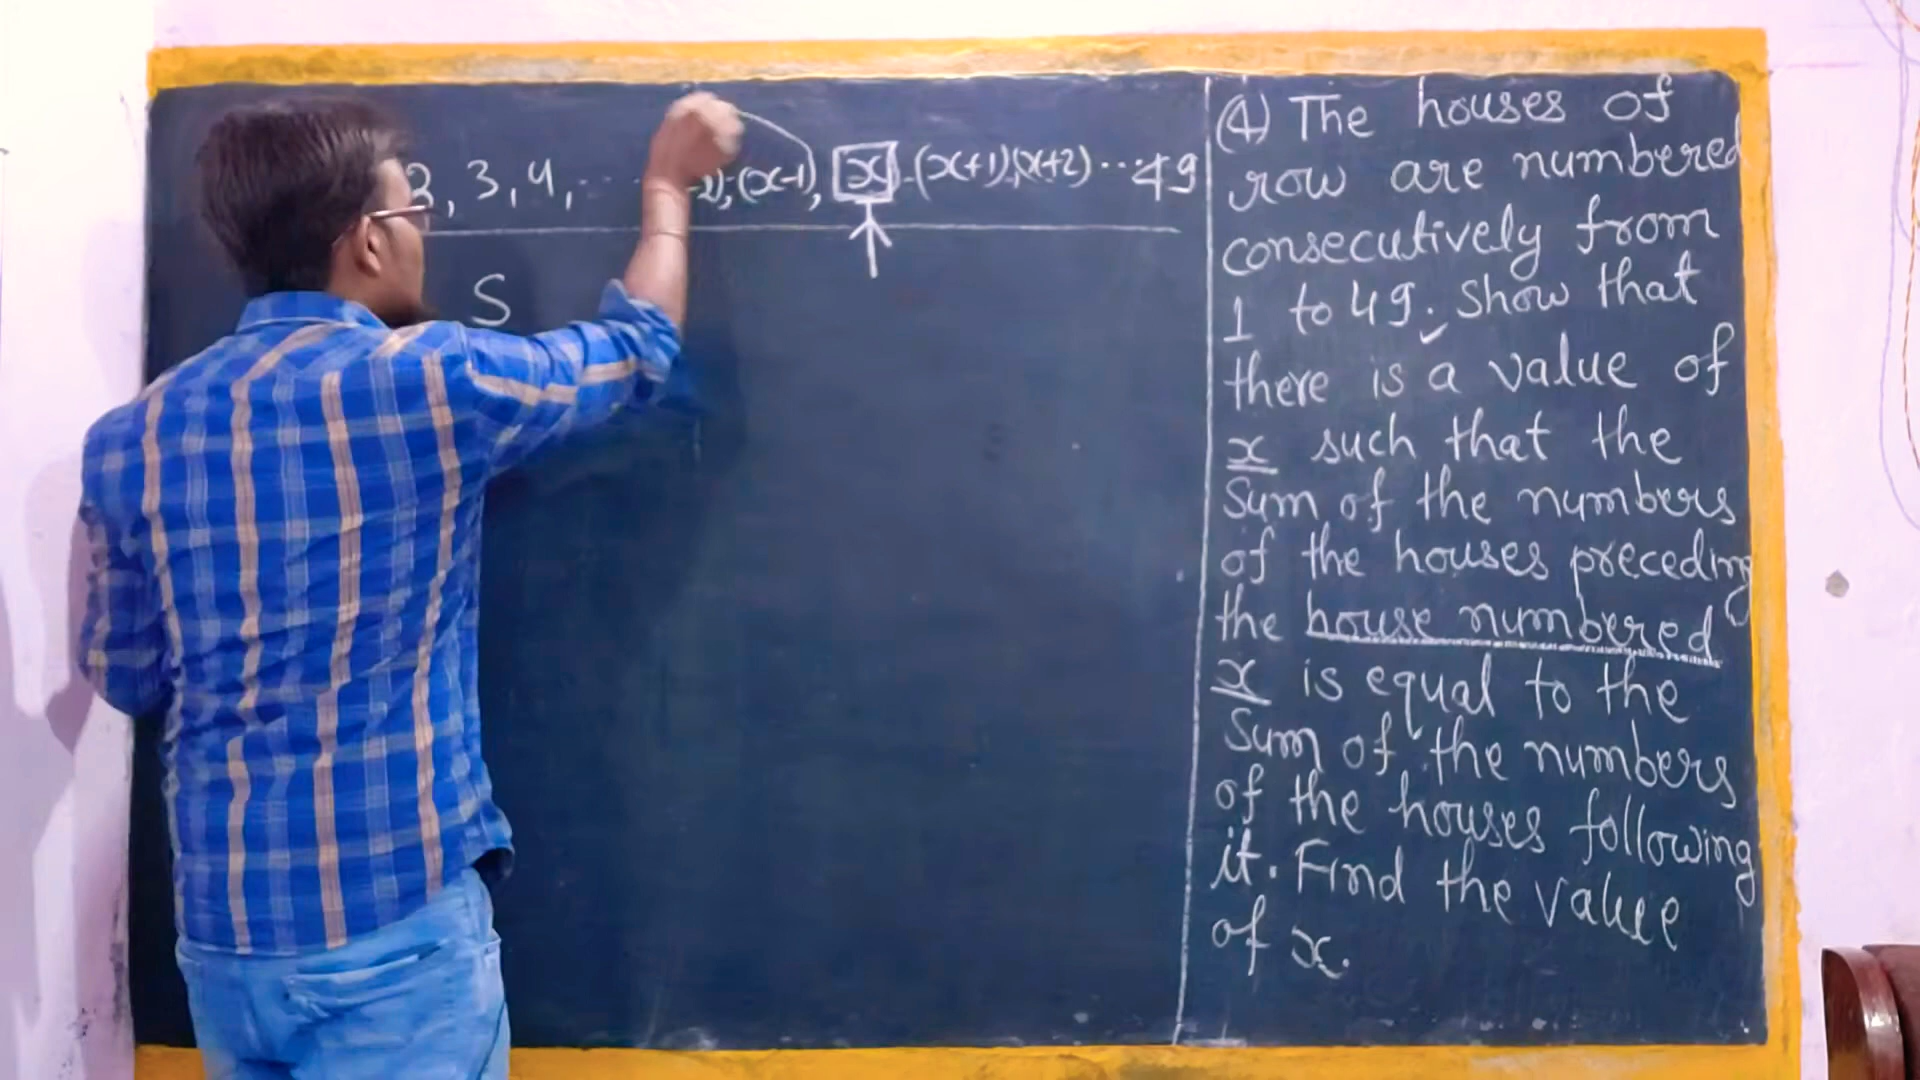 2, 3, 4, ... -2), (x-1), x (x+1), (x+2) ... 49
S
(4) The houses of
row are numbered
consecutively from
1 to 49. Show that
there is a value of
x such that the
Sum of the numbers
of the houses preceding
the house numbered
x is equal to the
Sum of the numbers
of the houses following
it. Find the value
of x.